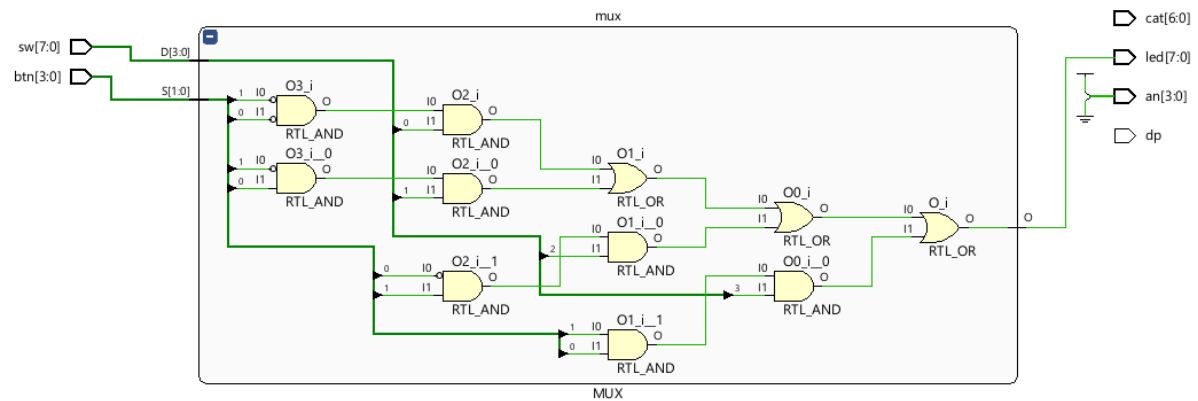 mux
cat[6:0]
sw[7:0]
D[3:0]
led[7:0]
btn[3:0]
S[1:0]
an[3:0]
dp
O3_i
1 I0 O
0 I1
RTL_AND
O2_i
I0 O
0 I1
RTL_AND
O3_i__0
1 I0 O
0 I1
RTL_AND
O2_i__0
I0 O
1 I1
RTL_AND
O1_i
I0 O
I1
RTL_OR
O0_i
I0 O
I1
RTL_OR
O_i
I0 O O
I1
RTL_OR
O1_i__0
I0 O
2 I1
RTL_AND
O2_i__1
0 I0 O
1 I1
RTL_AND
O0_i__0
I0 O
3 I1
RTL_AND
O1_i__1
1 I0 O
0 I1
RTL_AND
MUX